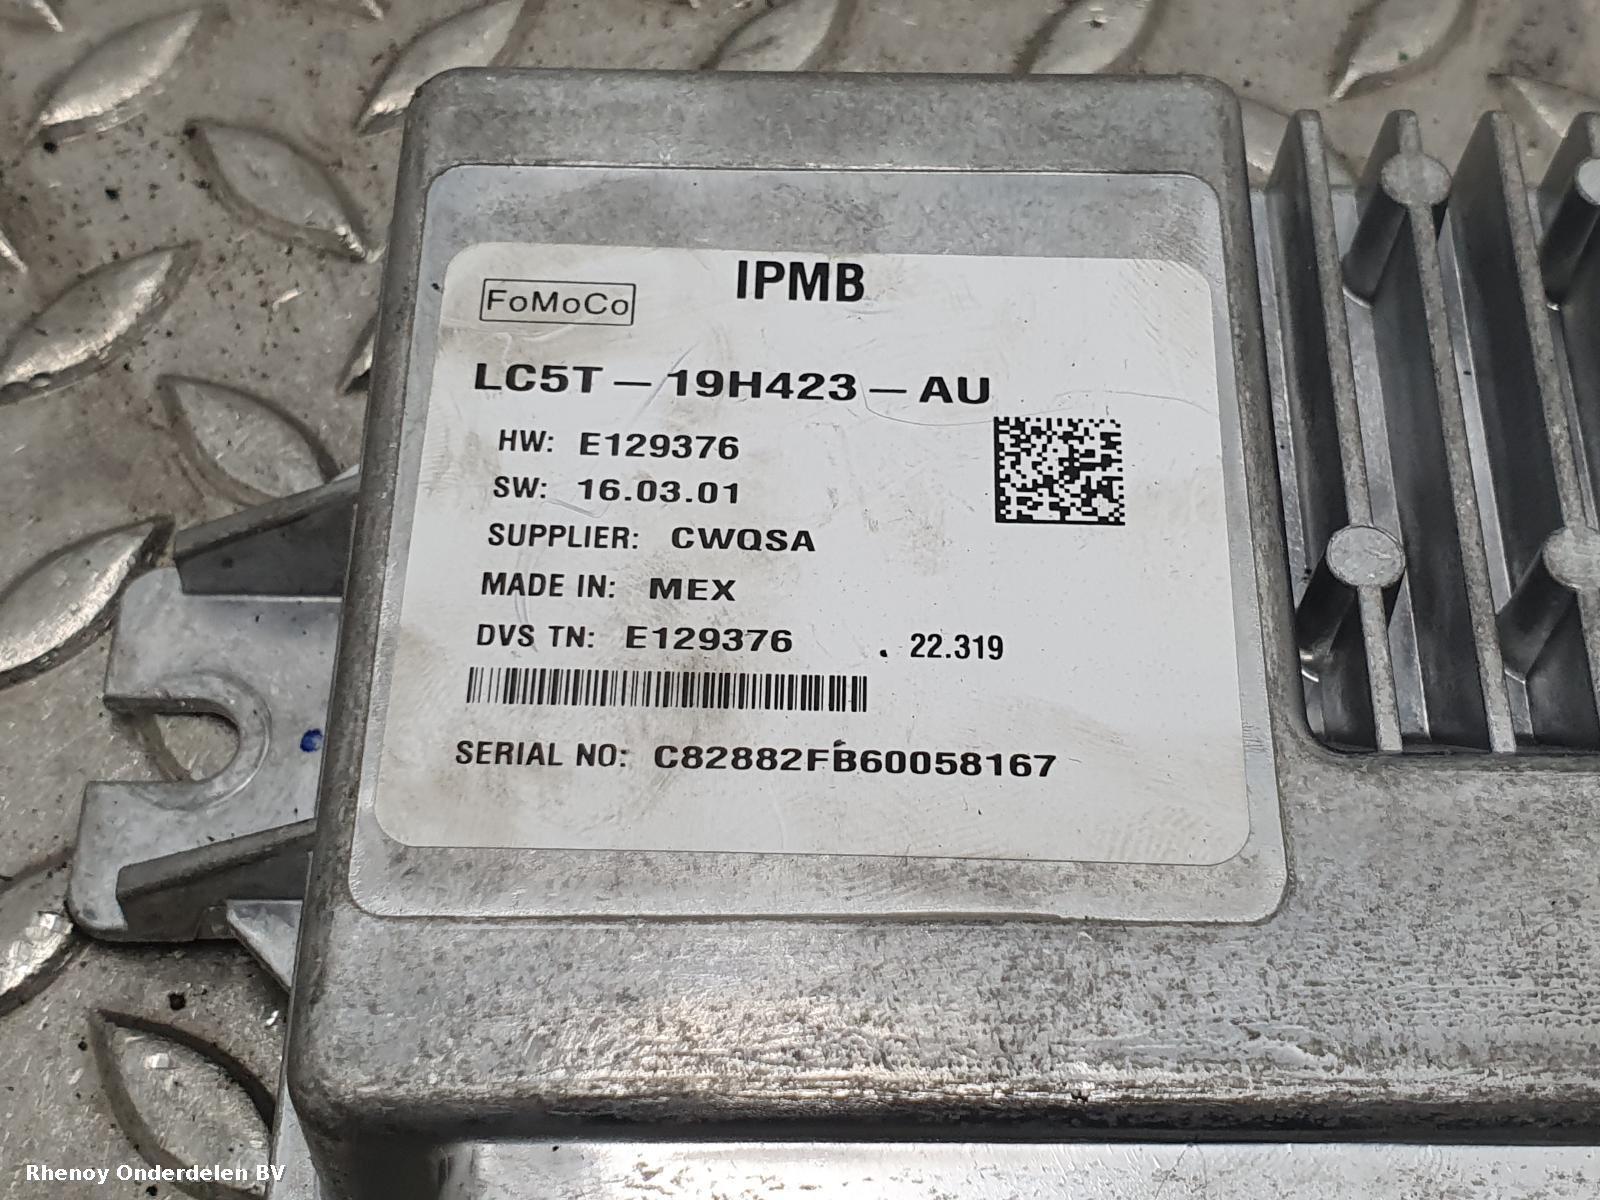 IPMB
FoMoCo
LC5T - 19H423 - AU
HW: E129376
SW: 16.03.01
SUPPLIER: CWQSA
MADE IN: MEX
DVS TN: E129376 . 22.319
SERIAL NO: C82882FB60058167
Rhenoy Onderdelen BV